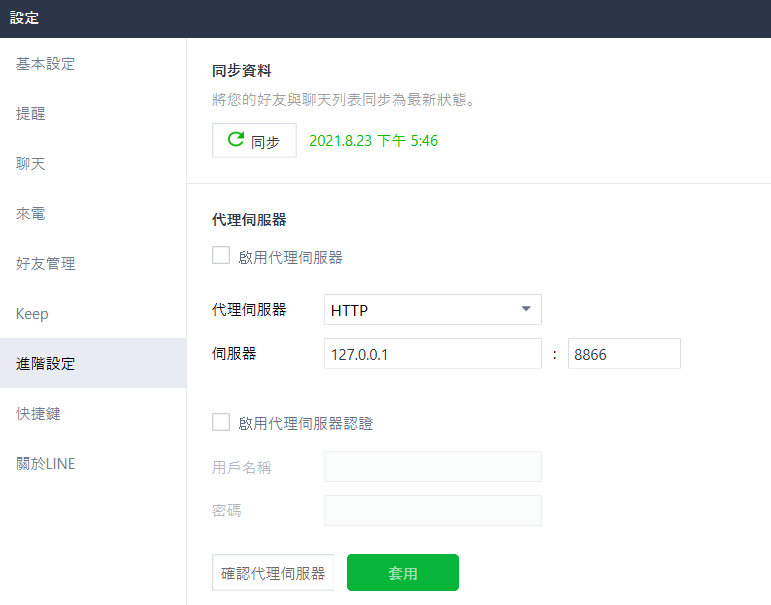 設定
基本設定
提醒
聊天
來電
好友管理
Keep
進階設定
快捷鍵
關於LINE
同步資料
將您的好友與聊天列表同步為最新狀態。
同步 2021.8.23 下午 5:46
代理伺服器
啟用代理伺服器
代理伺服器 HTTP
伺服器 127.0.0.1 : 8866
啟用代理伺服器認證
用戶名稱
密碼
確認代理伺服器 套用